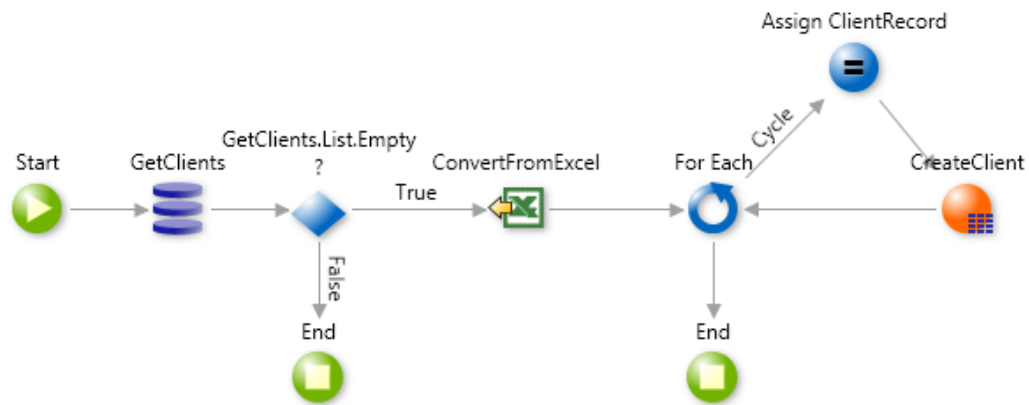 Assign ClientRecord
Cycle
GetClients.List.Empty
?
Start
GetClients
True
ConvertFromExcel
For Each
CreateClient
False
End
End